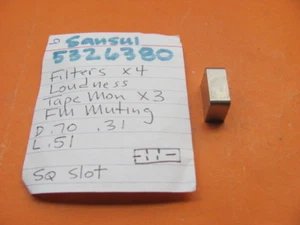 Sansui
5326380
Filters x4
Loudness
Tape Mon x3
FM Muting
D .70 .31
L .51
SQ Slot